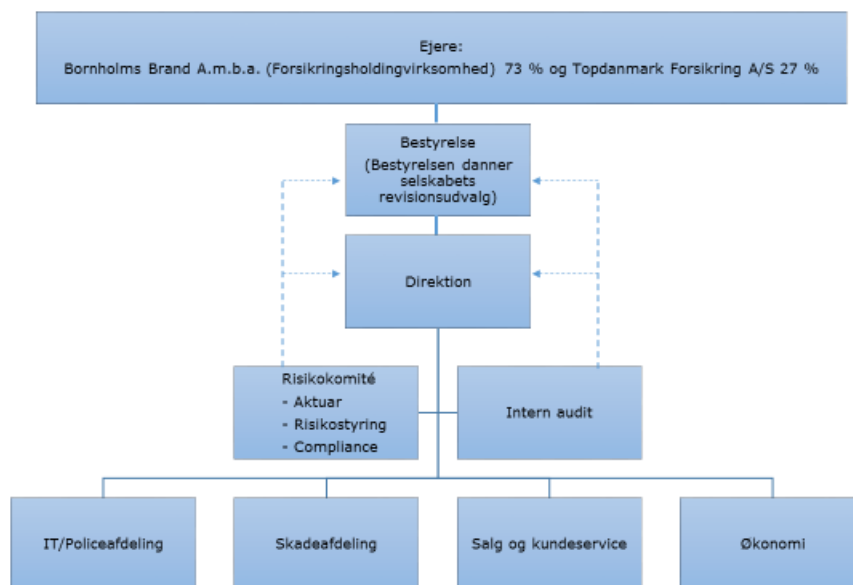 Ejere:
Bornholms Brand A.m.b.a. (Forsikringsholdingvirksomhed) 73 % og Topdanmark Forsikring A/S 27 %
Bestyrelse
(Bestyrelsen danner
selskabets
revisionsudvalg)
Direktion
Risikokomité
- Aktuar
- Risikostyring
- Compliance
Intern audit
IT/Policeafdeling
Skadeafdeling
Salg og kundeservice
Økonomi